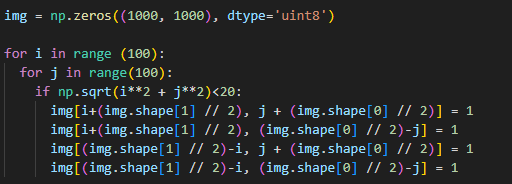 img = np.zeros((1000, 1000), dtype='uint8')
for i in range (100):
for j in range(100):
if np.sqrt(i**2 + j**2)<20:
img[i+(img.shape[1] // 2), j + (img.shape[0] // 2)] = 1
img[i+(img.shape[1] // 2), (img.shape[0] // 2)-j] = 1
img[(img.shape[1] // 2)-i, j + (img.shape[0] // 2)] = 1
img[(img.shape[1] // 2)-i, (img.shape[0] // 2)-j] = 1